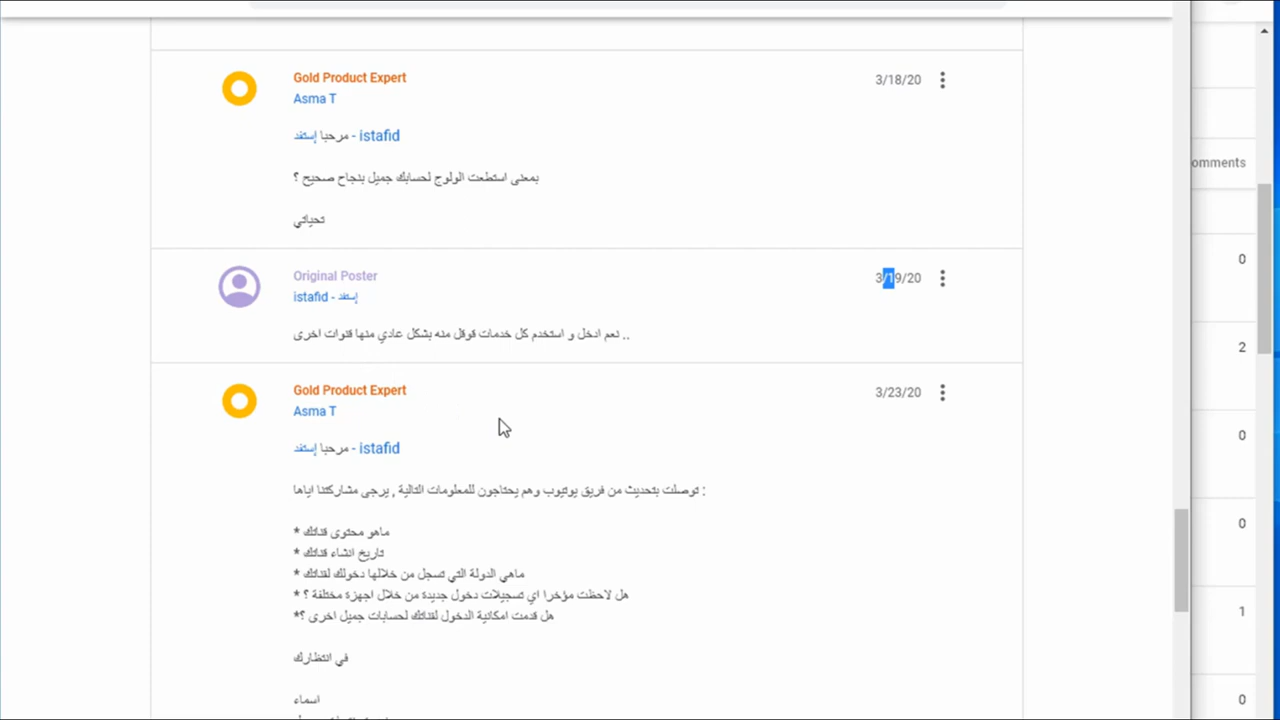 Gold Product Expert
3/18/20
Asma T
مرحبا إستفد - istafid
بمعنى استطعت الولوج لحسابك جميل بنجاح صحيح ؟
تحياتي
Original Poster
3/19/20
istafid - إستفد
نعم ادخل و استخدم كل خدمات قوقل منه بشكل عادي منها قنوات اخرى ..
Gold Product Expert
3/23/20
Asma T
مرحبا إستفد - istafid
توصلت بتحديث من فريق يوتيوب وهم يحتاجون للمعلومات التالية , يرجى مشاركتنا اياها :
* ماهو محتوى قناتك
* تاريخ انشاء قناتك
* ماهي الدولة التي تسجل من خلالها دخولك لقناتك
* هل لاحظت مؤخرا اي تسجيلات دخول جديدة من خلال اجهزة مختلفة ؟
*هل قدمت امكانية الدخول لقناتك لحسابات جميل اخرى ؟
في انتظارك
اسماء
omments
0
2
0
0
1
0